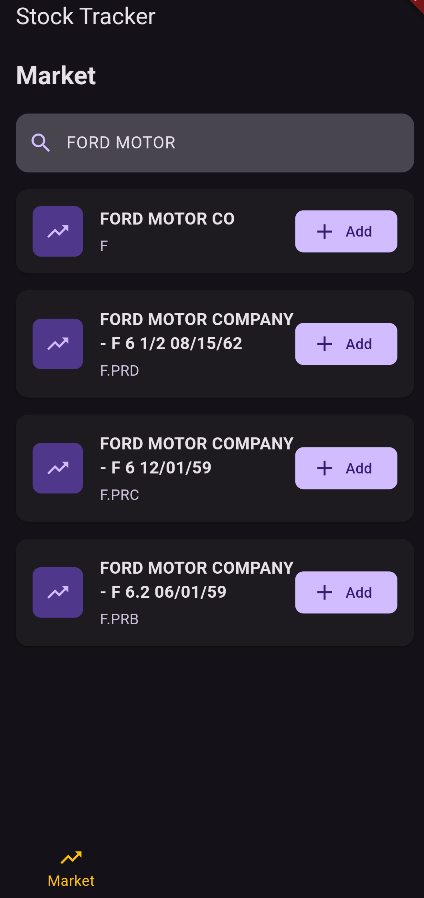 Stock Tracker
Market
FORD MOTOR
FORD MOTOR CO
F
Add
FORD MOTOR COMPANY
- F 6 1/2 08/15/62
F.PRD
Add
FORD MOTOR COMPANY
- F 6 12/01/59
F.PRC
Add
FORD MOTOR COMPANY
- F 6.2 06/01/59
F.PRB
Add
Market